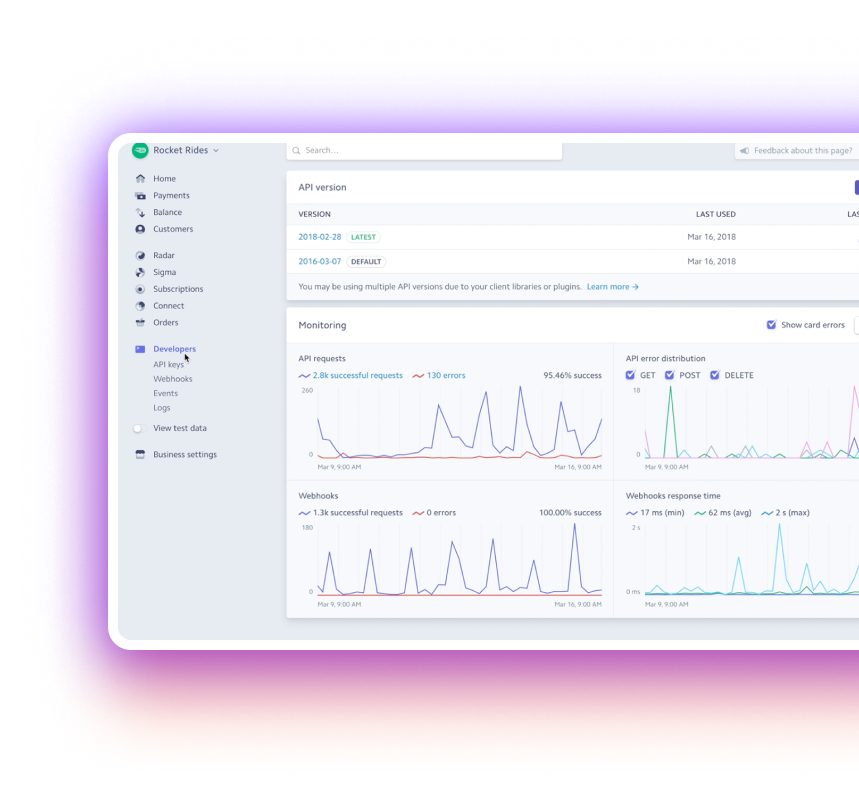 Rocket Rides
Search...
Feedback about this page?
Home
Payments
Balance
Customers
Radar
Sigma
Subscriptions
Connect
Orders
Developers
API keys
Webhooks
Events
Logs
View test data
Business settings
API version
VERSION LAST USED
2018-02-28 LATEST Mar 16, 2018
2016-03-07 DEFAULT Mar 16, 2018
You may be using multiple API versions due to your client libraries or plugins. Learn more →
Monitoring
Show card errors
API requests
2.8k successful requests 130 errors 95.46% success
260
0
Mar 9, 9:00 AM Mar 16, 9:00 AM
API error distribution
GET POST DELETE
18
0
Mar 9, 9:00 AM
Webhooks
1.3k successful requests 0 errors 100.00% success
180
0
Mar 9, 9:00 AM Mar 16, 9:00 AM
Webhooks response time
17 ms (min) 62 ms (avg) 2 s (max)
2 s
0 ms
Mar 9, 9:00 AM